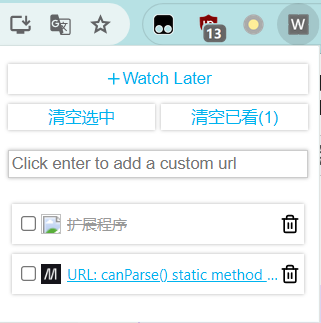 13
W
+Watch Later
清空选中
清空已看(1)
Click enter to add a custom url
扩展程序
URL: canParse() static method ...